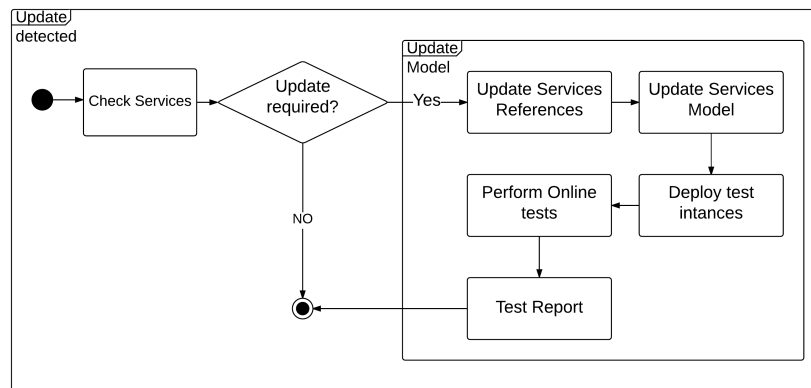 Update
detected
Check Services
Update
required?
NO
Yes
Update
Model
Update Services
References
Update Services
Model
Deploy test
intances
Perform Online
tests
Test Report